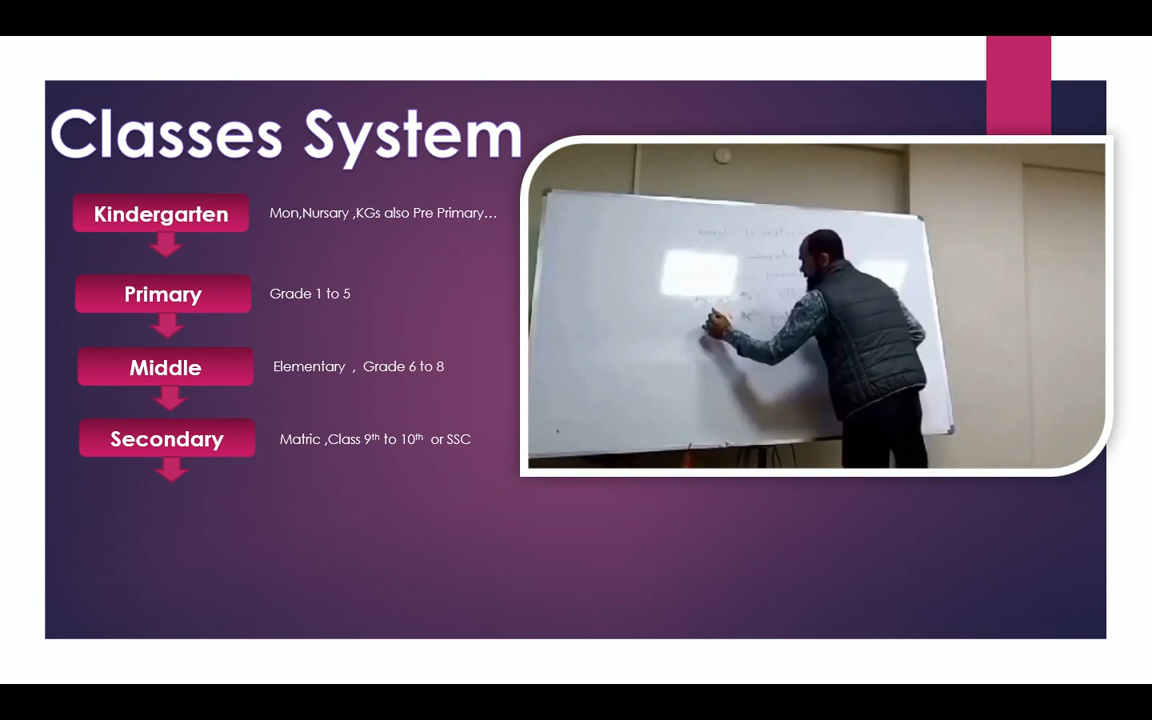 Classes System
Kindergarten
Mon,Nursary ,KGs also Pre Primary...
Primary
Grade 1 to 5
Middle
Elementary , Grade 6 to 8
Secondary
Matric ,Class 9th to 10th or SSC